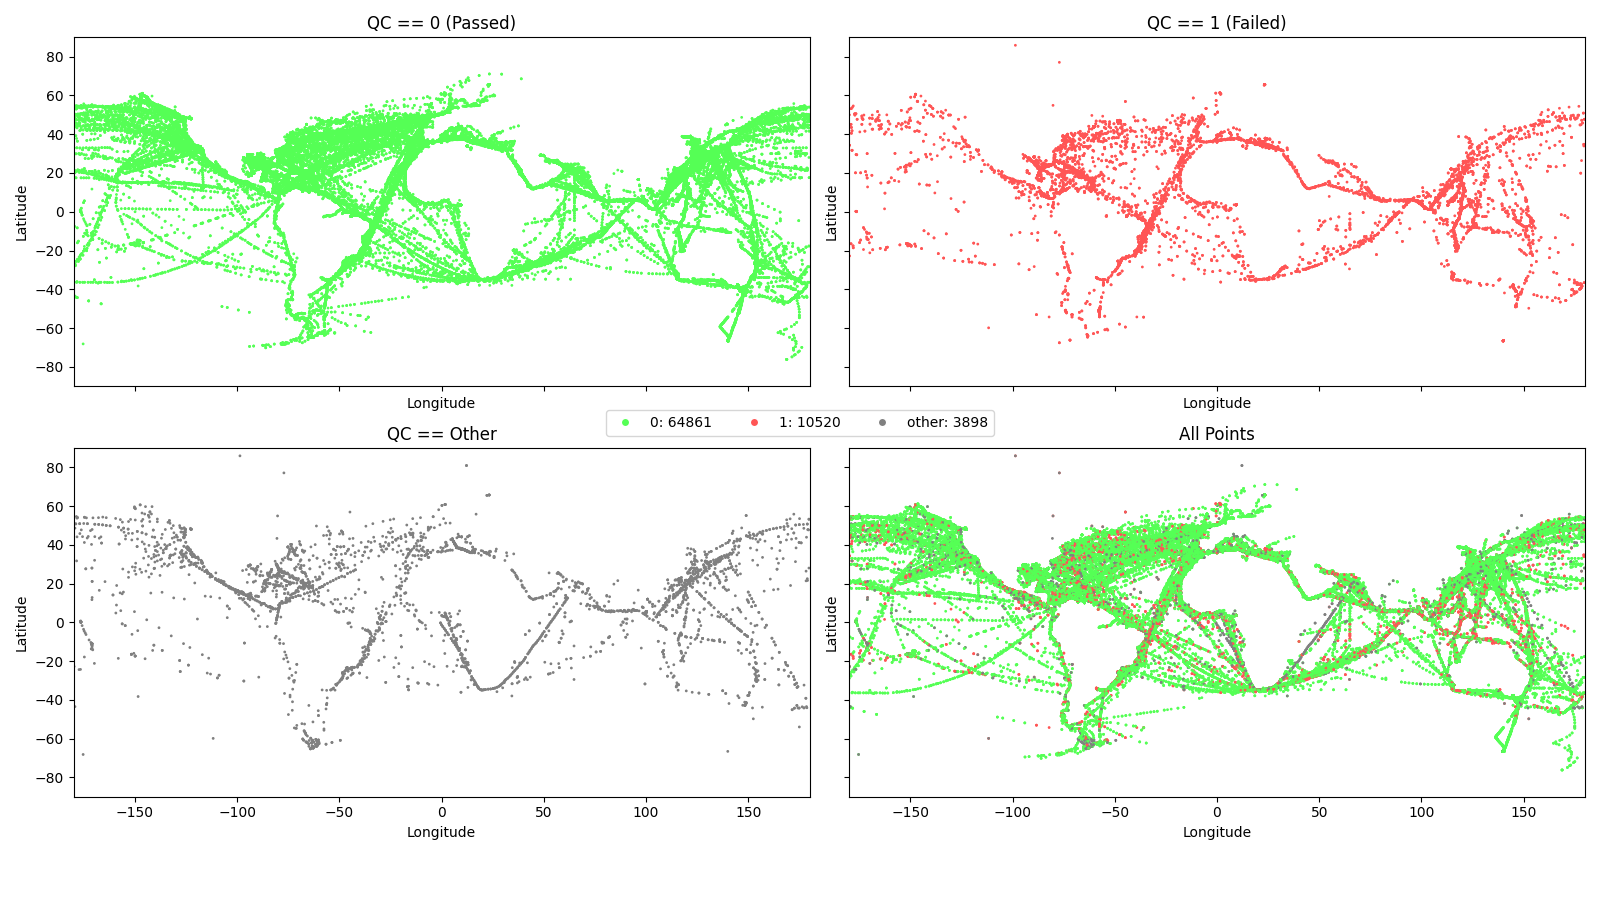 QC == 0 (Passed)
QC == 1 (Failed)
80
60
40
20
0
−20
−40
−60
−80
Latitude
Latitude
Longitude
Longitude
0: 64861 1: 10520 other: 3898
QC == Other
All Points
80
60
40
20
0
−20
−40
−60
−80
Latitude
Latitude
−150 −100 −50 0 50 100 150
−150 −100 −50 0 50 100 150
Longitude
Longitude